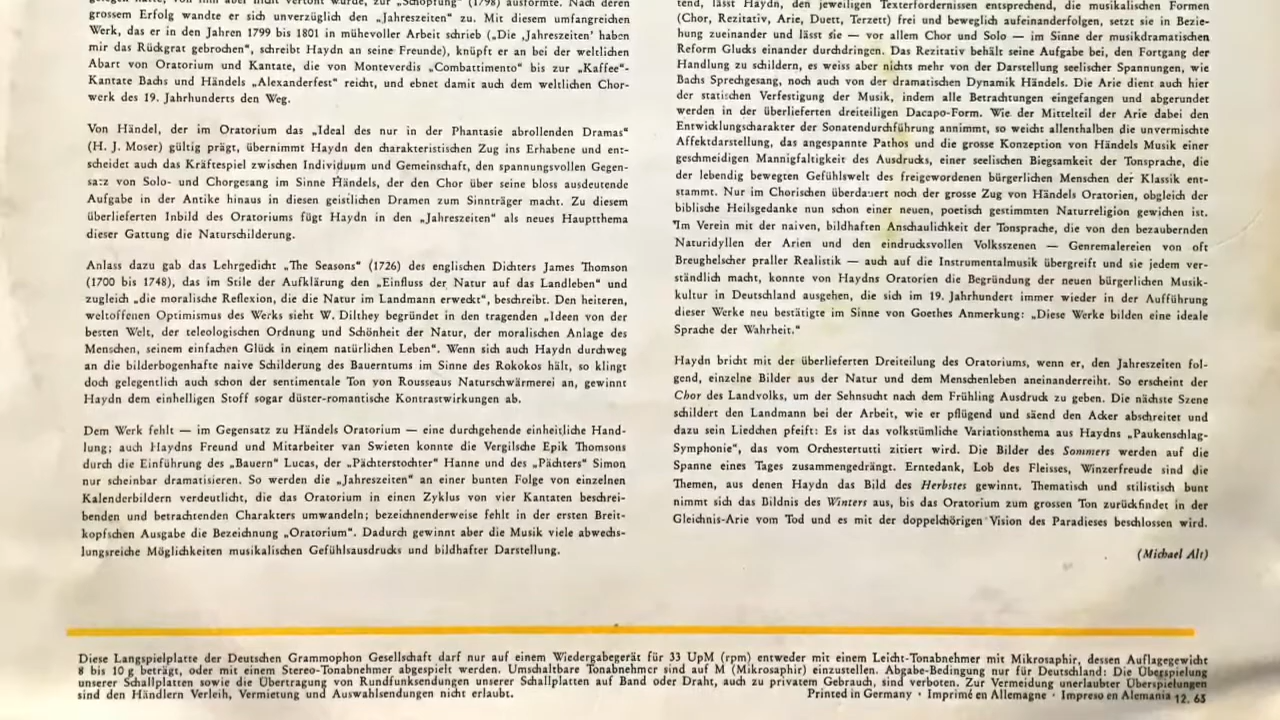 gelegen hatte, von ihm aber nicht vertont wurde, zur „Schöpfung“ (1798) ausformte. Nach deren
grossem Erfolg wandte er sich unverzüglich den „Jahreszeiten“ zu. Mit diesem umfangreichen
Werk, das er in den Jahren 1799 bis 1801 in mühevoller Arbeit schrieb („Die ‚Jahreszeiten‘ haben
mir das Rückgrat gebrochen“, schreibt Haydn an seine Freunde), knüpft er an bei der weltlichen
Abart von Oratorium und Kantate, die von Monteverdis „Combattimento“ bis zur „Kaffee“-
Kantate Bachs und Händels „Alexanderfest“ reicht, und ebnet damit auch dem weltlichen Chor-
werk des 19. Jahrhunderts den Weg.
Von Händel, der im Oratorium das „Ideal des nur in der Phantasie abrollenden Dramas“
(H. J. Moser) gültig prägt, übernimmt Haydn den charakteristischen Zug ins Erhabene und ent-
scheidet auch das Kräftespiel zwischen Individuum und Gemeinschaft, den spannungsvollen Gegen-
satz von Solo- und Chorgesang im Sinne Händels, der den Chor über seine bloss ausdeutende
Aufgabe in der Antike hinaus in diesen geistlichen Dramen zum Sinnträger macht. Zu diesem
überlieferten Inbild des Oratoriums fügt Haydn in den „Jahreszeiten“ als neues Hauptthema
dieser Gattung die Naturschilderung.
Anlass dazu gab das Lehrgedicht „The Seasons“ (1726) des englischen Dichters James Thomson
(1700 bis 1748), das im Stile der Aufklärung den „Einfluss der Natur auf das Landleben“ und
zugleich „die moralische Reflexion, die die Natur im Landmann erweckt“, beschreibt. Den heiteren,
weltoffenen Optimismus des Werks sieht W. Dilthey begründet in den tragenden „Ideen von der
besten Welt, der teleologischen Ordnung und Schönheit der Natur, der moralischen Anlage des
Menschen, seinem einfachen Glück in einem natürlichen Leben“. Wenn sich auch Haydn durchweg
an die bilderbogenhafte naive Schilderung des Bauerntums im Sinne des Rokokos hält, so klingt
doch gelegentlich auch schon der sentimentale Ton von Rousseaus Naturschwärmerei an, gewinnt
Haydn dem einhelligen Stoff sogar düster-romantische Kontrastwirkungen ab.
Dem Werk fehlt — im Gegensatz zu Händels Oratorium — eine durchgehende einheitliche Hand-
lung; auch Haydns Freund und Mitarbeiter van Swieten konnte die Vergilsche Epik Thomsons
durch die Einführung des „Bauern“ Lucas, der „Pächterstochter“ Hanne und des „Pächters“ Simon
nur scheinbar dramatisieren. So werden die „Jahreszeiten“ an einer bunten Folge von einzelnen
Kalenderbildern verdeutlicht, die das Oratorium in einen Zyklus von vier Kantaten beschrei-
benden und betrachtenden Charakters umwandeln; bezeichnenderweise fehlt in der ersten Breit-
kopfschen Ausgabe die Bezeichnung „Oratorium“. Dadurch gewinnt aber die Musik viele abwechs-
lungsreiche Möglichkeiten musikalischen Gefühlsausdrucks und bildhafter Darstellung.
tend, lässt Haydn, den jeweiligen Texterfordernissen entsprechend, die musikalischen Formen
(Chor, Rezitativ, Arie, Duett, Terzett) frei und beweglich aufeinanderfolgen, setzt sie in Bezie-
hung zueinander und lässt sie — vor allem Chor und Solo — im Sinne der musikdramatischen
Reform Glucks einander durchdringen. Das Rezitativ behält seine Aufgabe bei, den Fortgang der
Handlung zu schildern, es weiss aber nichts mehr von der Darstellung seelischer Spannungen, wie
Bachs Sprechgesang, noch auch von der dramatischen Dynamik Händels. Die Arie dient auch hier
der statischen Verfestigung der Musik, indem alle Betrachtungen eingefangen und abgerundet
werden in der überlieferten dreiteiligen Dacapo-Form. Wie der Mittelteil der Arie dabei den
Entwicklungscharakter der Sonatendurchführung annimmt, so weicht allenthalben die unvermischte
Affektdarstellung, das angespannte Pathos und die grosse Konzeption von Händels Musik einer
geschmeidigen Mannigfaltigkeit des Ausdrucks, einer seelischen Biegsamkeit der Tonsprache, die
der lebendig bewegten Gefühlswelt des freigewordenen bürgerlichen Menschen der Klassik ent-
stammt. Nur im Chorischen überdauert noch der grosse Zug von Händels Oratorien, obgleich der
biblische Heilsgedanke nun schon einer neuen, poetisch gestimmten Naturreligion gewichen ist.
Im Verein mit der naiven, bildhaften Anschaulichkeit der Tonsprache, die von den bezaubernden
Naturidyllen der Arien und den eindrucksvollen Volksszenen — Genremalereien von oft
Breughelscher praller Realistik — auch auf die Instrumentalmusik übergreift und sie jedem ver-
ständlich macht, konnte von Haydns Oratorien die Begründung der neuen bürgerlichen Musik-
kultur in Deutschland ausgehen, die sich im 19. Jahrhundert immer wieder in der Aufführung
dieser Werke neu bestätigte im Sinne von Goethes Anmerkung: „Diese Werke bilden eine ideale
Sprache der Wahrheit.“
Haydn bricht mit der überlieferten Dreiteilung des Oratoriums, wenn er, den Jahreszeiten fol-
gend, einzelne Bilder aus der Natur und dem Menschenleben aneinanderreiht. So erscheint der
Chor des Landvolks, um der Sehnsucht nach dem Frühling Ausdruck zu geben. Die nächste Szene
schildert den Landmann bei der Arbeit, wie er pflügend und säend den Acker abschreitet und
dazu sein Liedchen pfeift: Es ist das volkstümliche Variationsthema aus Haydns „Paukenschlag-
Symphonie“, das vom Orchestertutti zitiert wird. Die Bilder des Sommers werden auf die
Spanne eines Tages zusammengedrängt. Erntedank, Lob des Fleisses, Winzerfreude sind die
Themen, aus denen Haydn das Bild des Herbstes gewinnt. Thematisch und stilistisch bunt
nimmt sich das Bildnis des Winters aus, bis das Oratorium zum grossen Ton zurückfindet in der
Gleichnis-Arie vom Tod und es mit der doppelchörigen Vision des Paradieses beschlossen wird.
(Michael Alt)
Diese Langspielplatte der Deutschen Grammophon Gesellschaft darf nur auf einem Wiedergabegerät für 33 UpM (rpm) entweder mit einem Leicht-Tonabnehmer mit Mikrosaphir, dessen Auflagegewicht
8 bis 10 g beträgt, oder mit einem Stereo-Tonabnehmer abgespielt werden. Umschaltbare Tonabnehmer sind auf M (Mikrosaphir) einzustellen. Abgabe-Bedingung nur für Deutschland: Die Überspielung
unserer Schallplatten sowie die Übertragung von Rundfunksendungen unserer Schallplatten auf Band oder Draht, auch zu privatem Gebrauch, sind verboten. Zur Vermeidung unerlaubter Überspielungen
sind den Händlern Verleih, Vermietung und Auswahlsendungen nicht erlaubt.
Printed in Germany · Imprimé en Allemagne · Impreso en Alemania 12. 65